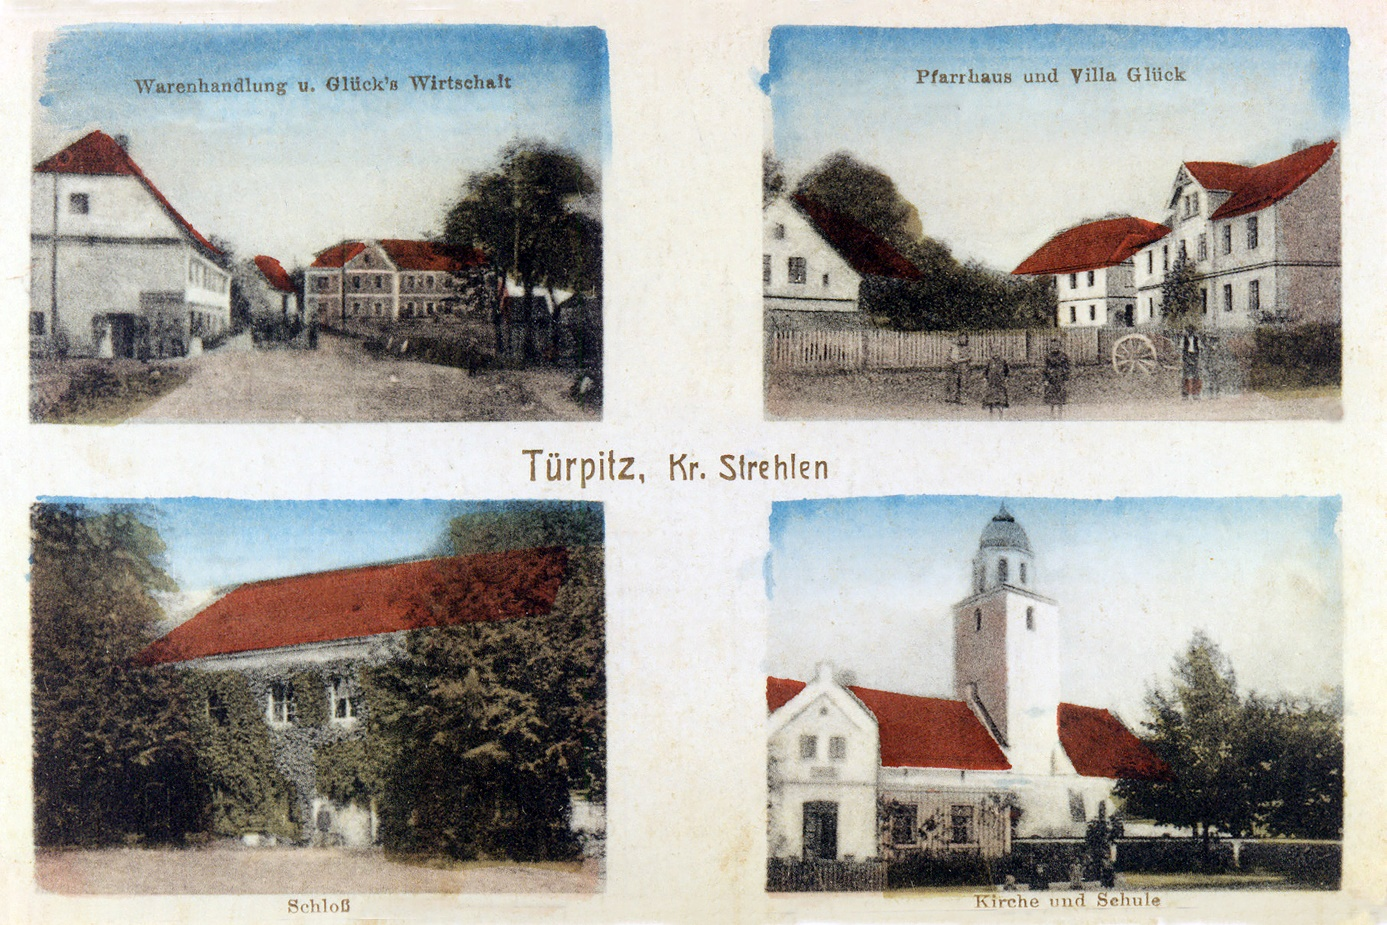 Warenhandlung u. Glück's Wirtschaft
Pfarrhaus und Villa Glück
Türpitz, Kr. Strehlen
Schloß
Kirche und Schule